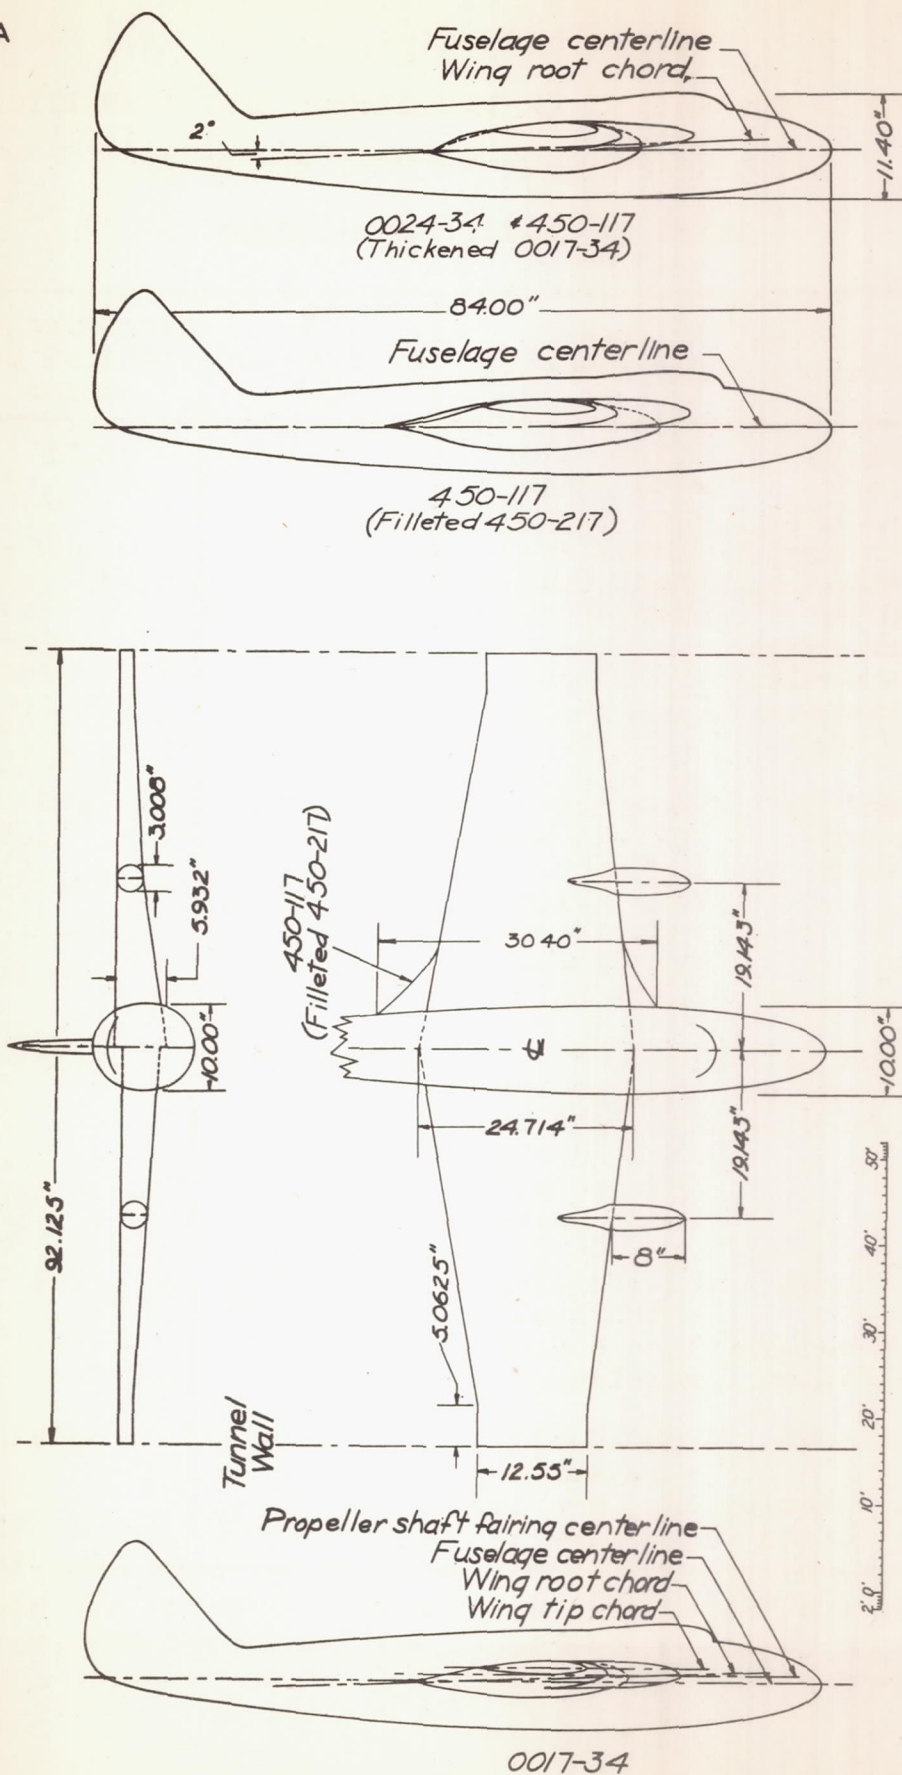 A
Fuselage centerline
Wing root chord
2°
11.40"
0024-34 & 450-117
(Thickened 0017-34)
84.00"
Fuselage centerline
450-117
(Filleted 450-217)
3.008"
5.932"
450-117
(Filleted 450-217)
30.40"
19.143"
10.00"
℄
10.00"
24.714"
19.143"
92.125"
8"
5.0625"
Tunnel
Wall
12.55"
50'
40'
30'
20'
10'
2' 0'
Propeller shaft fairing centerline
Fuselage centerline
Wing root chord
Wing tip chord
0017-34